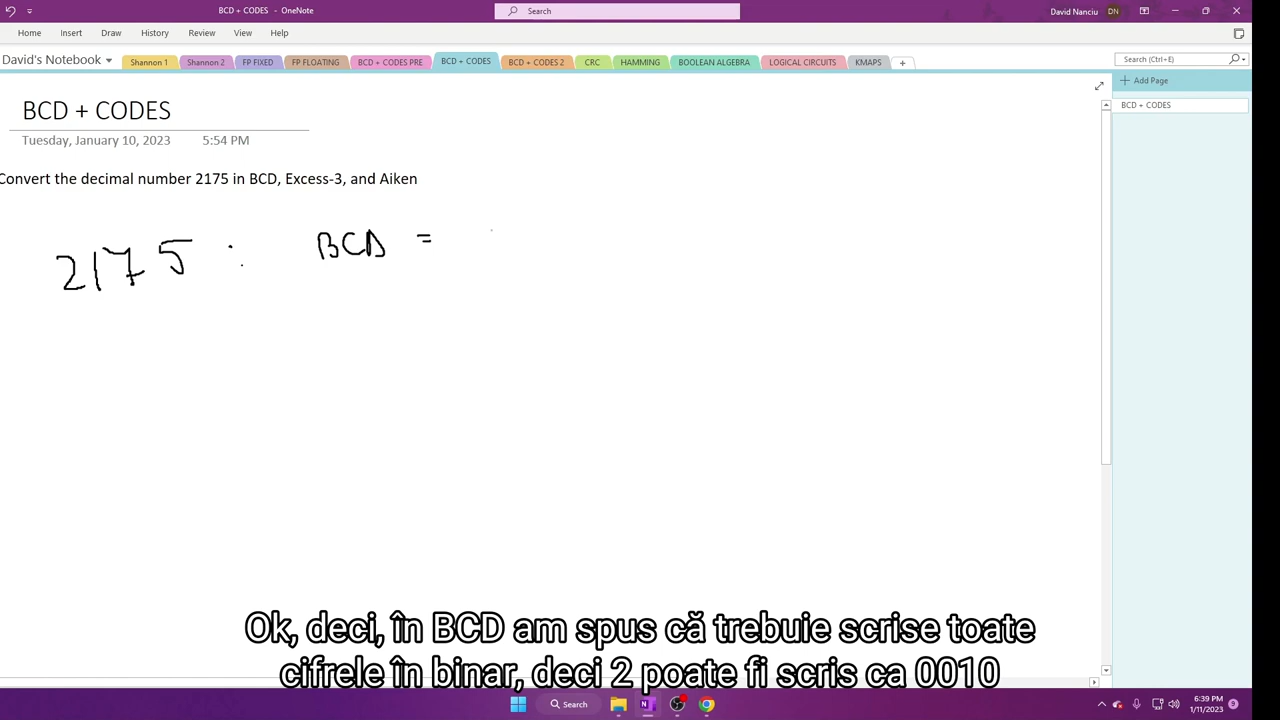 BCD + CODES - OneNote
Search
David Nanciu
DN
Home Insert Draw History Review View Help
David's Notebook
Shannon 1 Shannon 2 FP FIXED FP FLOATING BCD + CODES PRE BCD + CODES BCD + CODES 2 CRC HAMMING BOOLEAN ALGEBRA LOGICAL CIRCUITS KMAPS +
Search (Ctrl+E)
Add Page
BCD + CODES
BCD + CODES
Tuesday, January 10, 2023 5:54 PM
Convert the decimal number 2175 in BCD, Excess-3, and Aiken
2175 : BCD =
Ok, deci, în BCD am spus că trebuie scrise toate
cifrele în binar, deci 2 poate fi scris ca 0010
Search
6:39 PM
1/11/2023
3